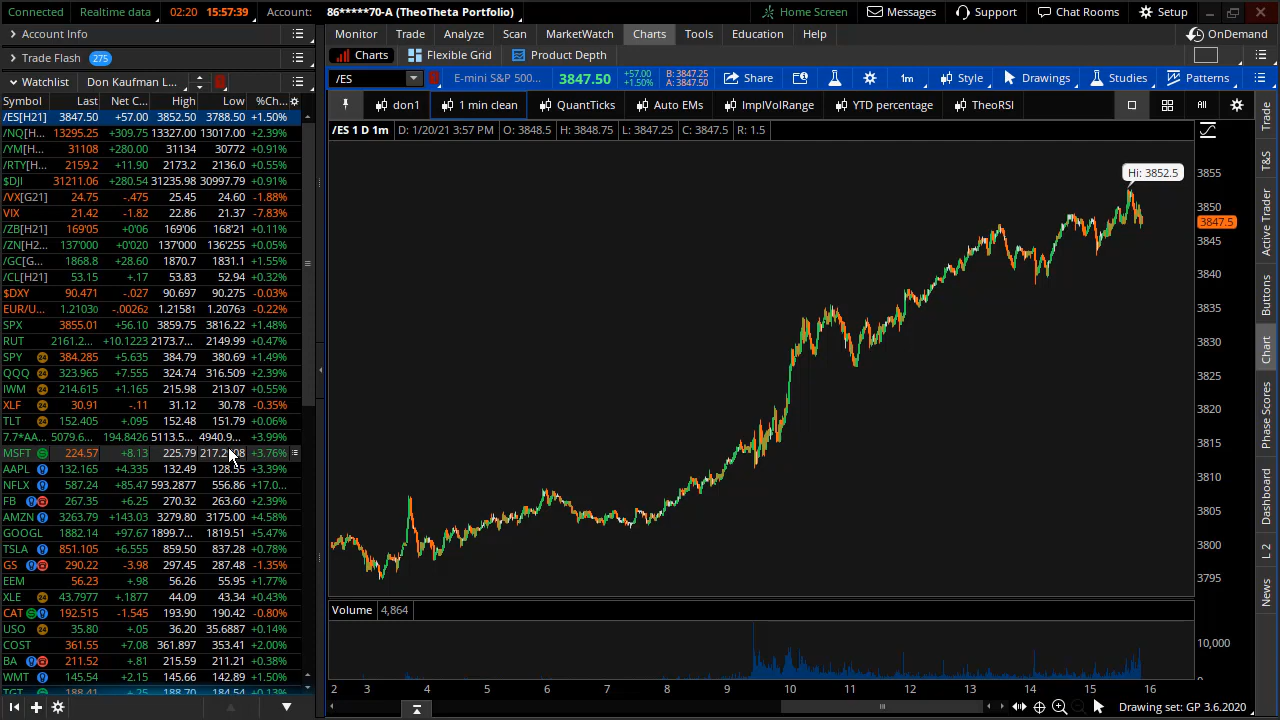 Connected Realtime data 02:20 15:57:39 Account: 86*****70-A (TheoTheta Portfolio) Home Screen Messages Support Chat Rooms Setup
Account Info
Monitor Trade Analyze Scan MarketWatch Charts Tools Education Help OnDemand
Trade Flash 275
Charts Flexible Grid Product Depth
Watchlist Don Kaufman L...
/ES E-mini S&P 500... 3847.50 +57.00 +1.50% B: 3847.25 A: 3847.50 Share 1m Style Drawings Studies Patterns
Symbol Last Net C... High Low %Ch...
don1 1 min clean QuantTicks Auto EMs ImplVolRange YTD percentage TheoRSI All
/ES 1 D 1m D: 1/20/21 3:57 PM O: 3848.5 H: 3848.75 L: 3847.25 C: 3847.5 R: 1.5
/ES[H21] 3847.50 +57.00 3852.50 3788.50 +1.50%
/NQ[H... 13295.25 +309.75 13327.00 13017.00 +2.39%
/YM[H... 31108 +280.00 31134 30772 +0.91%
/RTY[H... 2159.2 +11.90 2173.2 2136.0 +0.55%
$DJI 31211.06 +280.54 31235.98 30997.79 +0.91%
/VX[G21] 24.75 -.475 25.45 24.60 -1.88%
VIX 21.42 -1.82 22.86 21.37 -7.83%
/ZB[H21] 169'05 +0'06 169'06 168'21 +0.11%
/ZN[H2... 137'000 +0'020 137'000 136'255 +0.05%
/GC[G... 1868.8 +28.60 1870.7 1831.1 +1.55%
/CL[H21] 53.15 +.17 53.83 52.94 +0.32%
$DXY 90.471 -.027 90.697 90.275 -0.03%
EUR/U... 1.21030 -.00262 1.21581 1.20763 -0.22%
SPX 3855.01 +56.10 3859.75 3816.22 +1.48%
RUT 2161.2... +10.1223 2173.7... 2149.99 +0.47%
SPY 384.285 +5.635 384.79 380.69 +1.49%
QQQ 323.965 +7.555 324.74 316.509 +2.39%
IWM 214.615 +1.165 215.98 213.07 +0.55%
XLF 30.91 -.11 31.12 30.78 -0.35%
TLT 152.405 +.095 152.48 151.79 +0.06%
7.7*AA... 5079.6... 194.8426 5113.5... 4940.9... +3.99%
MSFT 224.57 +8.13 225.79 +3.76%
AAPL 132.165 +4.335 132.49 128.55 +3.39%
NFLX 587.24 +85.47 593.2877 556.86 +17.0...
FB 267.35 +6.25 270.32 263.60 +2.39%
AMZN 3263.79 +143.03 3279.80 3175.00 +4.58%
GOOGL 1882.14 +97.67 1899.7... 1819.51 +5.47%
TSLA 851.105 +6.555 859.50 837.28 +0.78%
GS 290.22 -3.98 297.45 287.48 -1.35%
EEM 56.23 +.98 56.26 55.95 +1.77%
XLE 43.7977 +.1877 44.09 43.34 +0.43%
CAT 192.515 -1.545 193.90 190.42 -0.80%
USO 35.80 +.05 36.20 35.6887 +0.14%
COST 361.55 +7.08 361.897 353.41 +2.00%
BA 211.52 +.81 215.59 211.21 +0.38%
WMT 145.54 +2.15 145.66 142.89 +1.50%
TGT 188.41 +.25 188.70 184.54 +0.13%
Hi: 3852.5
3855
3850
3847.5
3845
3840
3835
3830
3825
3820
3815
3810
3805
3800
3795
Volume 4,864
10,000
0
2 3 4 5 6 7 8 9 10 11 12 13 14 15 16
Drawing set: GP 3.6.2020
Trade
T&S
Active Trader
Buttons
Chart
Phase Scores
Dashboard
L 2
News